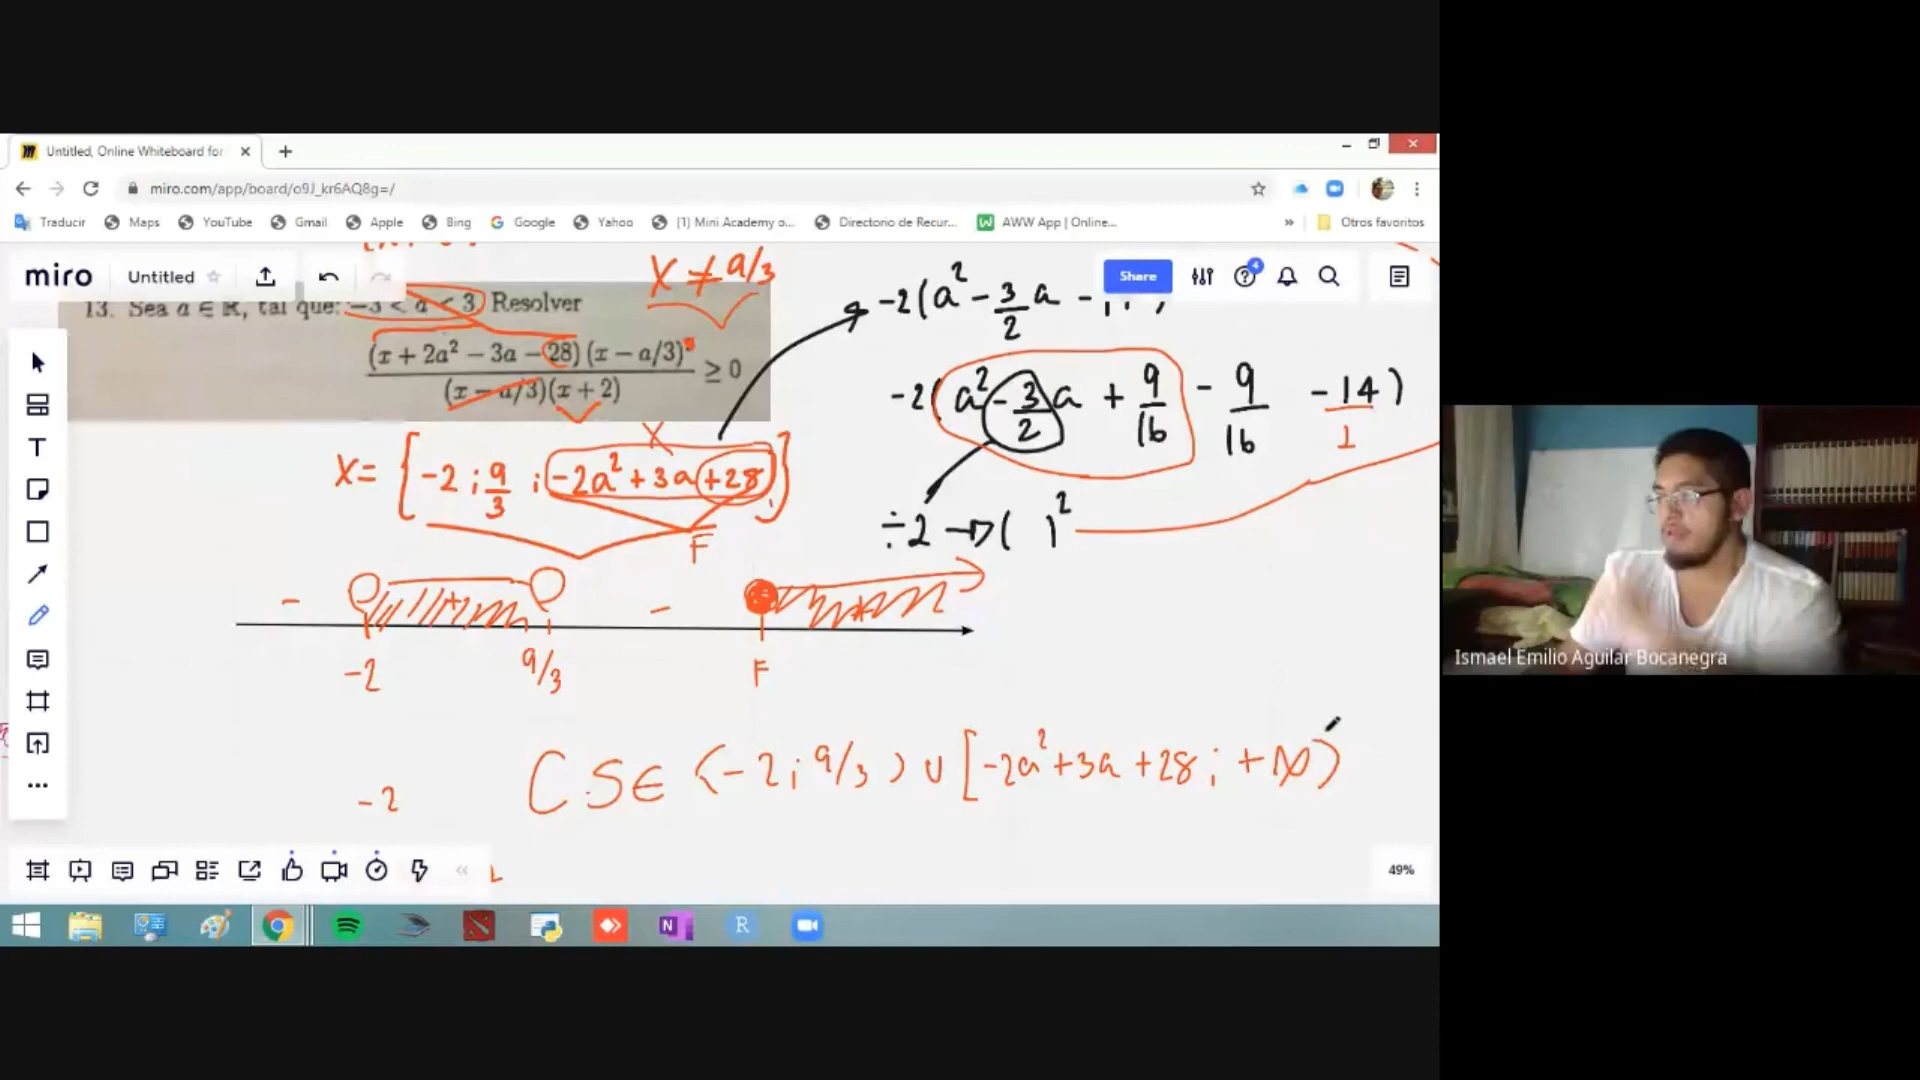 Untitled, Online Whiteboard for
miro.com/app/board/o9J_kr6AQ8g=/
Traducir Maps YouTube Gmail Apple Bing Google Yahoo (1) Mini Academy o... Directorio de Recur... AWW App | Online... » Otros favoritos
miro Untitled
Share
4
x ≠ a/3
13. Sea a ∈ ℝ, tal que: −3 < a < 3 Resolver
(x + 2a² − 3a − 28)(x − a/3)
(x − a/3)(x + 2)
≥ 0
x
X = [ -2 ; a/3 ; -2a² + 3a + 28 ]
F
-2(a² - 3/2 a -
-2(a² - 3/2 a + 9/16 - 9/16 - 14/1)
÷2 → ( )²
- + - +
-2 a/3 F
C.S ∈ ⟨-2 ; a/3⟩ ∪ [-2a² + 3a + 28 ; +∞⟩
-2
49%
Ismael Emilio Aguilar Bocanegra